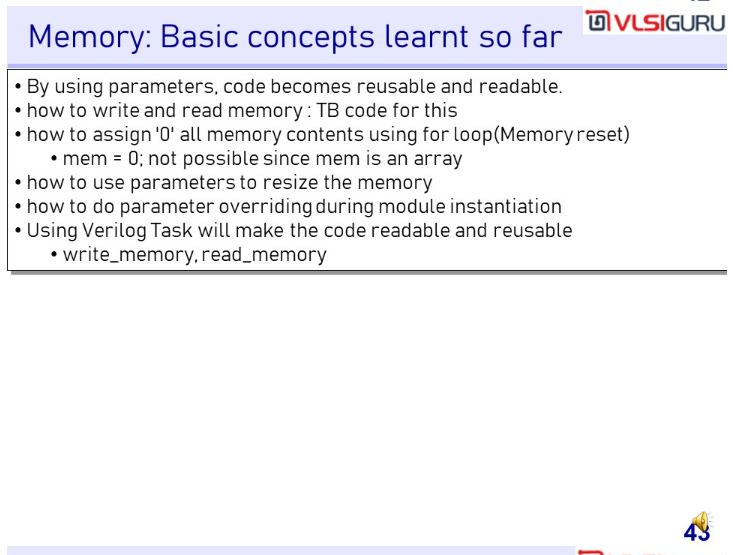 Memory: Basic concepts learnt so far
VLSIGURU
• By using parameters, code becomes reusable and readable.
• how to write and read memory : TB code for this
• how to assign '0' all memory contents using for loop(Memory reset)
• mem = 0; not possible since mem is an array
• how to use parameters to resize the memory
• how to do parameter overriding during module instantiation
• Using Verilog Task will make the code readable and reusable
• write_memory, read_memory
43